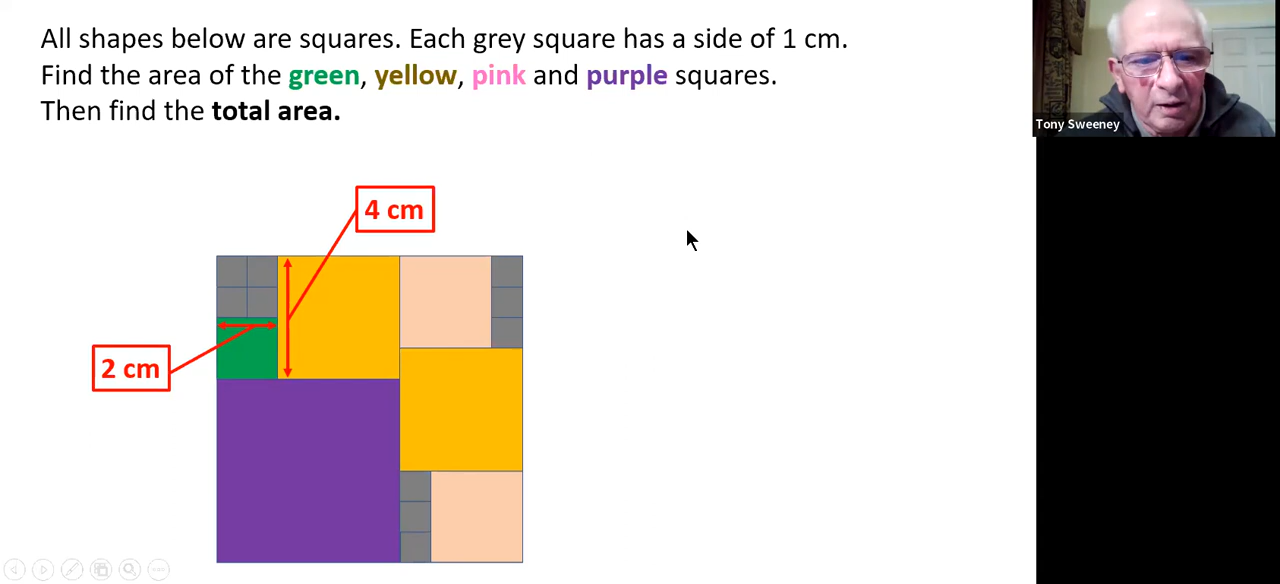 All shapes below are squares. Each grey square has a side of 1 cm.
Find the area of the green, yellow, pink and purple squares.
Then find the total area.
Tony Sweeney
4 cm
2 cm